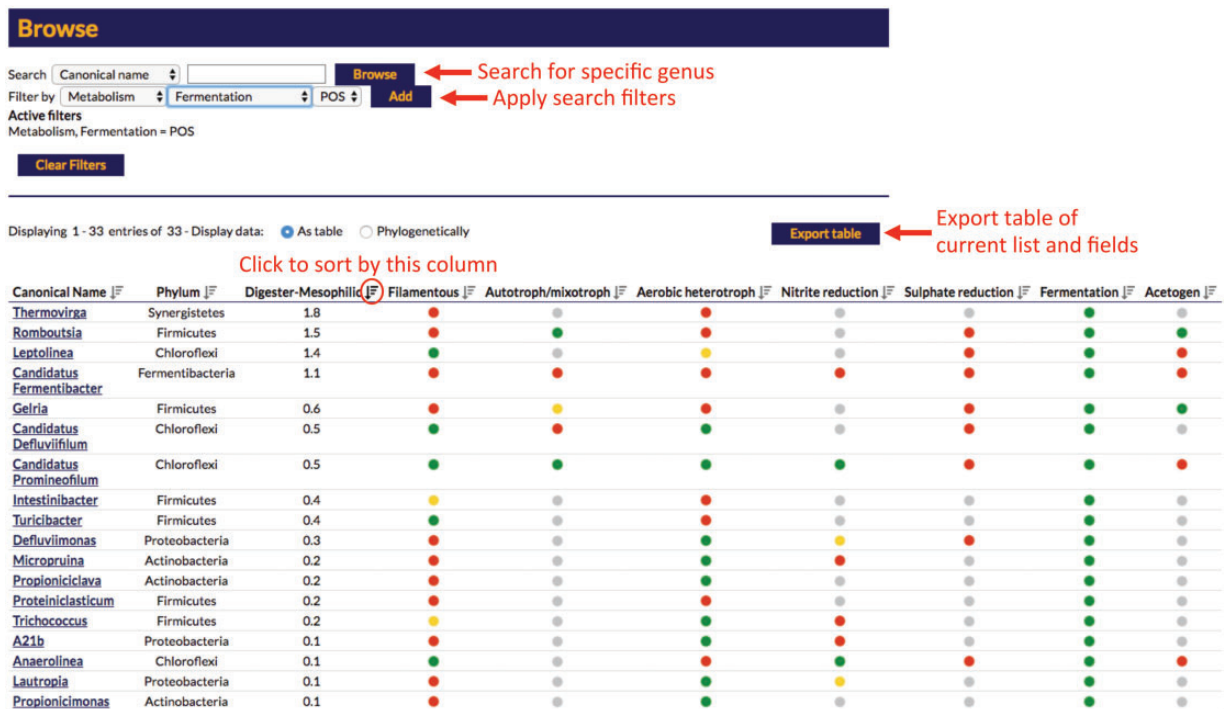 Browse
Search Canonical name Browse Search for specific genus
Filter by Metabolism Fermentation POS Add Apply search filters
Active filters
Metabolism, Fermentation = POS
Clear Filters
Displaying 1 - 33 entries of 33 - Display data: As table Phylogenetically Export table Export table of
current list and fields
Click to sort by this column
Canonical Name Phylum Digester-Mesophilic Filamentous Autotroph/mixotroph Aerobic heterotroph Nitrite reduction Sulphate reduction Fermentation Acetogen
Thermovirga Synergistetes 1.8
Romboutsia Firmicutes 1.5
Leptolinea Chloroflexi 1.4
Candidatus Fermentibacteria 1.1
Fermentibacter
Gelria Firmicutes 0.6
Candidatus Chloroflexi 0.5
Defluviifilum
Candidatus Chloroflexi 0.5
Promineofilum
Intestinibacter Firmicutes 0.4
Turicibacter Firmicutes 0.4
Defluviimonas Proteobacteria 0.3
Micropruina Actinobacteria 0.2
Propioniciclava Actinobacteria 0.2
Proteiniclasticum Firmicutes 0.2
Trichococcus Firmicutes 0.2
A21b Proteobacteria 0.1
Anaerolinea Chloroflexi 0.1
Lautropia Proteobacteria 0.1
Propionicimonas Actinobacteria 0.1